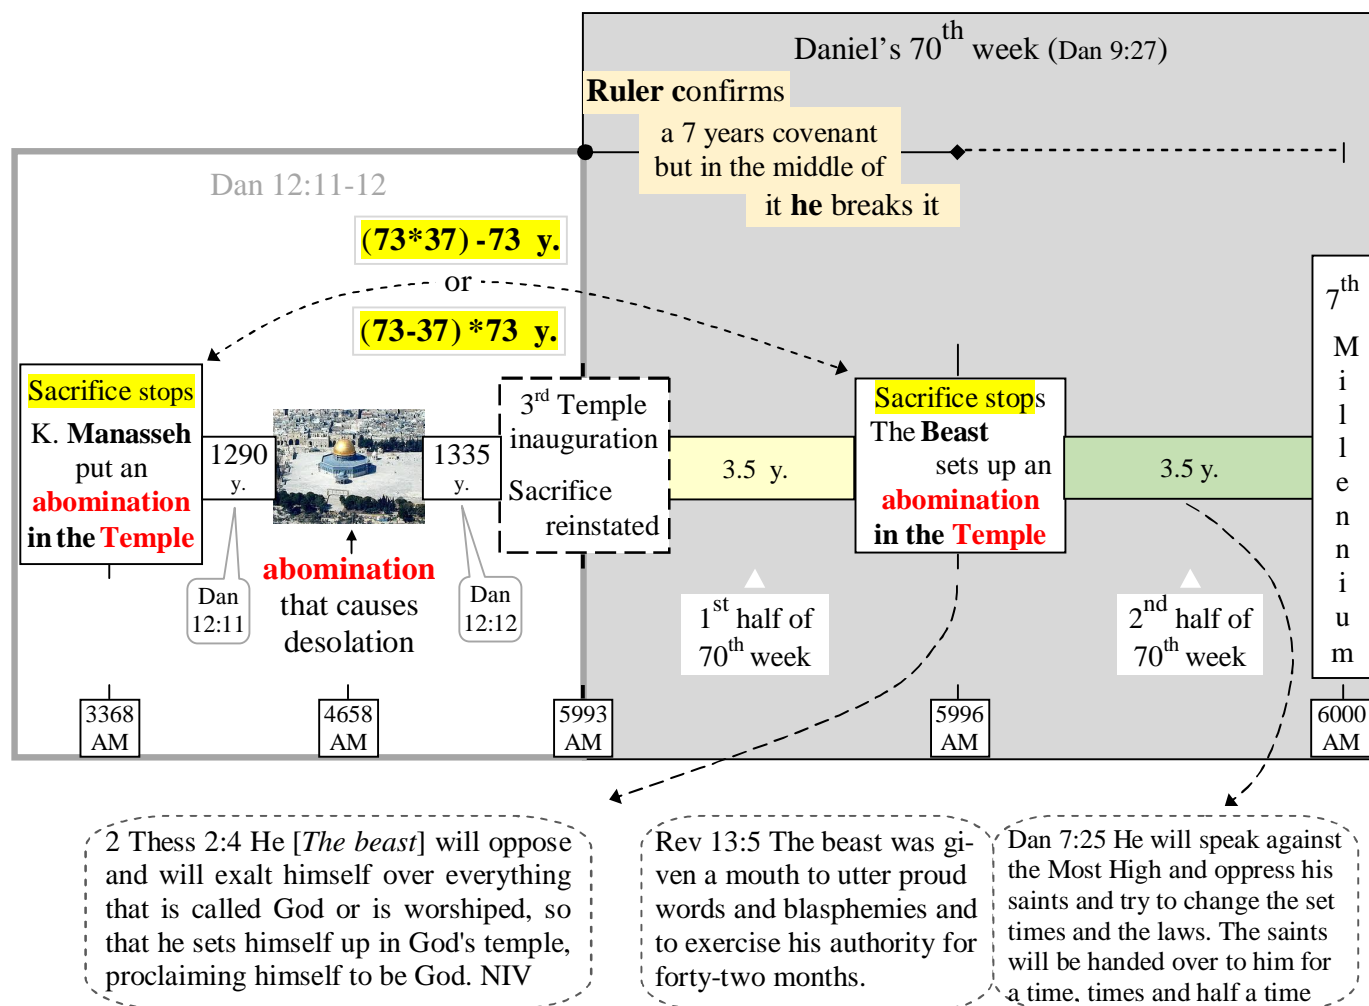 Daniel’s 70th week (Dan 9:27)
Ruler confirms
a 7 years covenant
but in the middle of
it he breaks it
Dan 12:11-12
(73*37) -73 y.
or
(73-37) *73 y.
Sacrifice stops
K. Manasseh
put an
abomination
in the Temple
1290
y.
1335
y.
3rd Temple
inauguration
Sacrifice
reinstated
3.5 y.
Sacrifice stops
The Beast
sets up an
abomination
in the Temple
3.5 y.
7th
M
i
l
l
e
n
n
i
u
m
Dan
12:11
abomination
that causes
desolation
Dan
12:12
1st half of
70th week
2nd half of
70th week
3368
AM
4658
AM
5993
AM
5996
AM
6000
AM
2 Thess 2:4 He [The beast] will oppose
and will exalt himself over everything
that is called God or is worshiped, so
that he sets himself up in God's temple,
proclaiming himself to be God. NIV
Rev 13:5 The beast was gi-
ven a mouth to utter proud
words and blasphemies and
to exercise his authority for
forty-two months.
Dan 7:25 He will speak against
the Most High and oppress his
saints and try to change the set
times and the laws. The saints
will be handed over to him for
a time, times and half a time